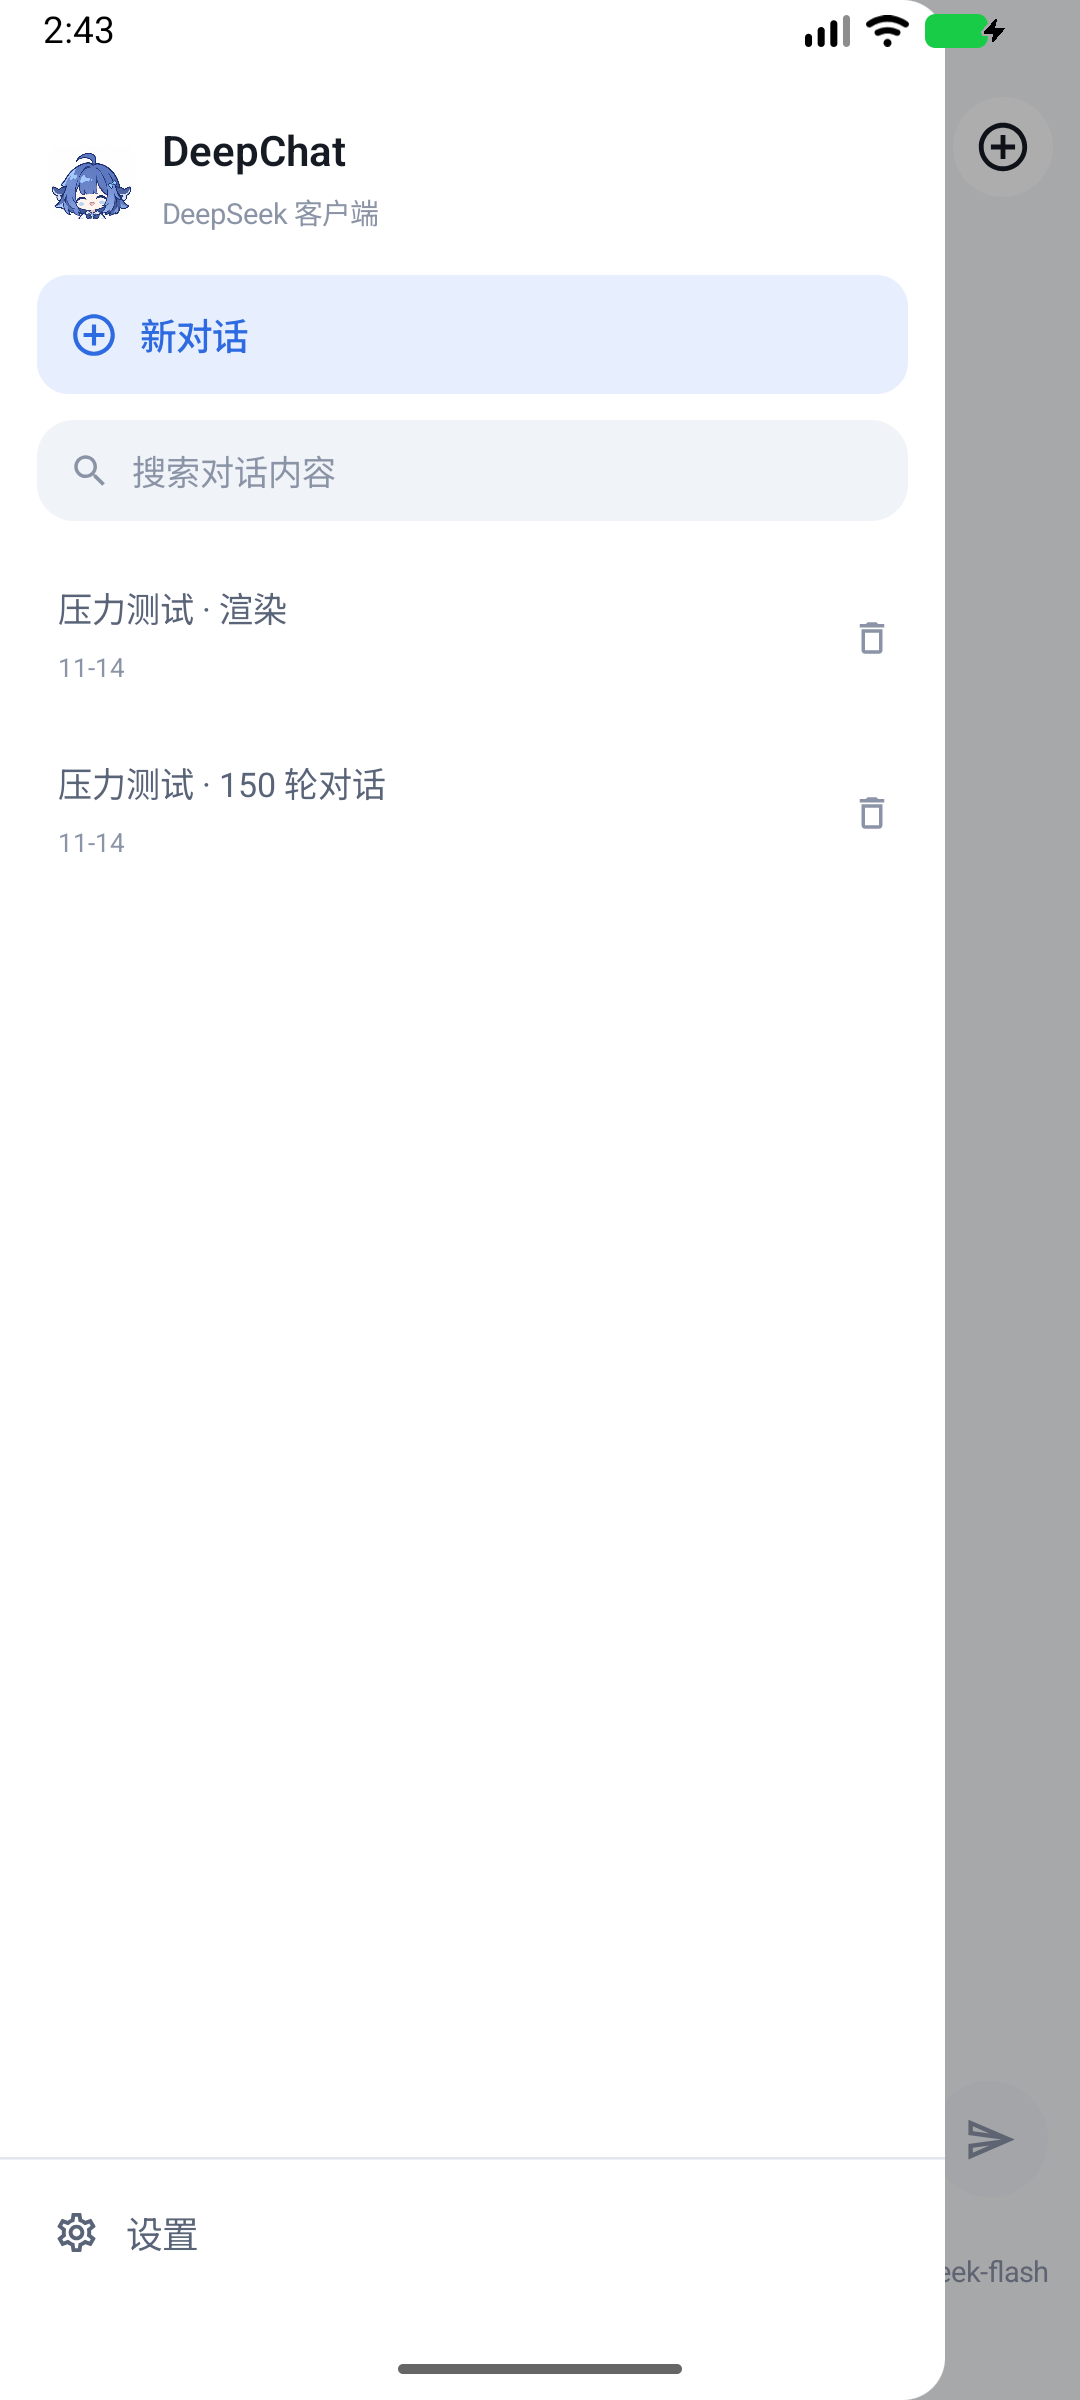 2:43
DeepChat
DeepSeek 客户端
新对话
搜索对话内容
压力测试 · 渲染
11-14
压力测试 · 150 轮对话
11-14
设置
eek-flash